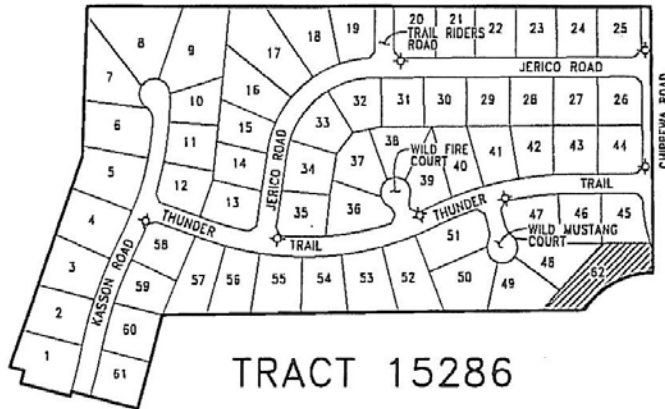 20 21 22 23 24 25
19
18
17
8
9
TRAIL RIDERS
ROAD
JERICO ROAD
CHIPPEWA ROAD
7
10
16
32 31 30 29 28 27 26
6
11
15
33
JERICO ROAD
38
WILD FIRE
COURT
40 41 42 43 44
5
14
34
37
39
12
13
35
36
THUNDER
TRAIL
THUNDER
TRAIL
4
KASSON ROAD
58
51
47 46 45
WILD MUSTANG
COURT
3
59
57 56 55 54 53 52
50
49
48
62
2
60
1
61
TRACT 15286